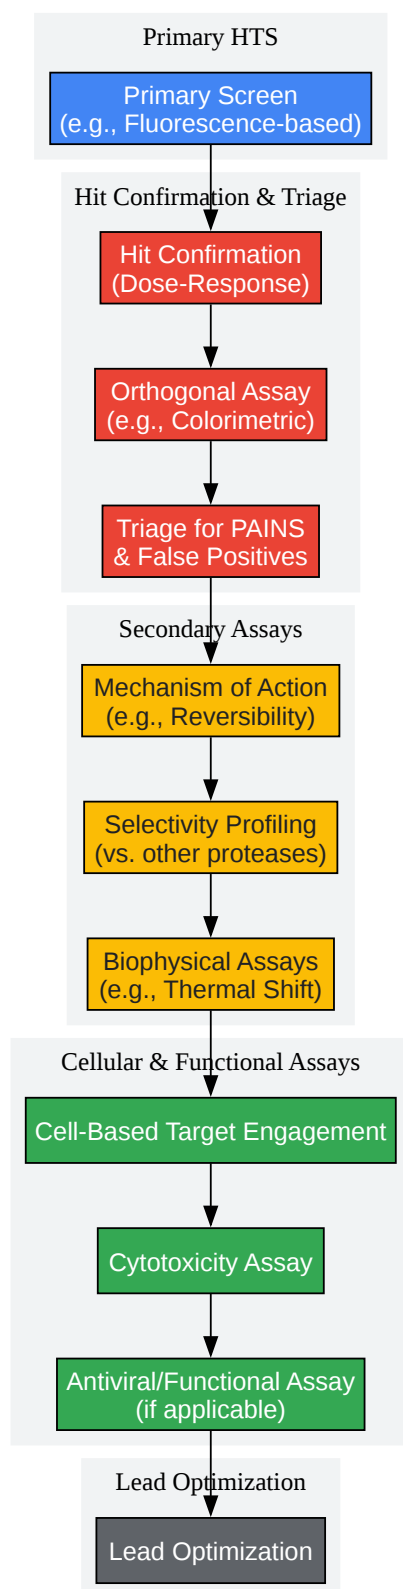 Primary HTS
Primary Screen
(e.g., Fluorescence-based)
Hit Confirmation & Triage
Hit Confirmation
(Dose-Response)
Orthogonal Assay
(e.g., Colorimetric)
Triage for PAINS
& False Positives
Secondary Assays
Mechanism of Action
(e.g., Reversibility)
Selectivity Profiling
(vs. other proteases)
Biophysical Assays
(e.g., Thermal Shift)
Cellular & Functional Assays
Cell-Based Target Engagement
Cytotoxicity Assay
Antiviral/Functional Assay
(if applicable)
Lead Optimization
Lead Optimization